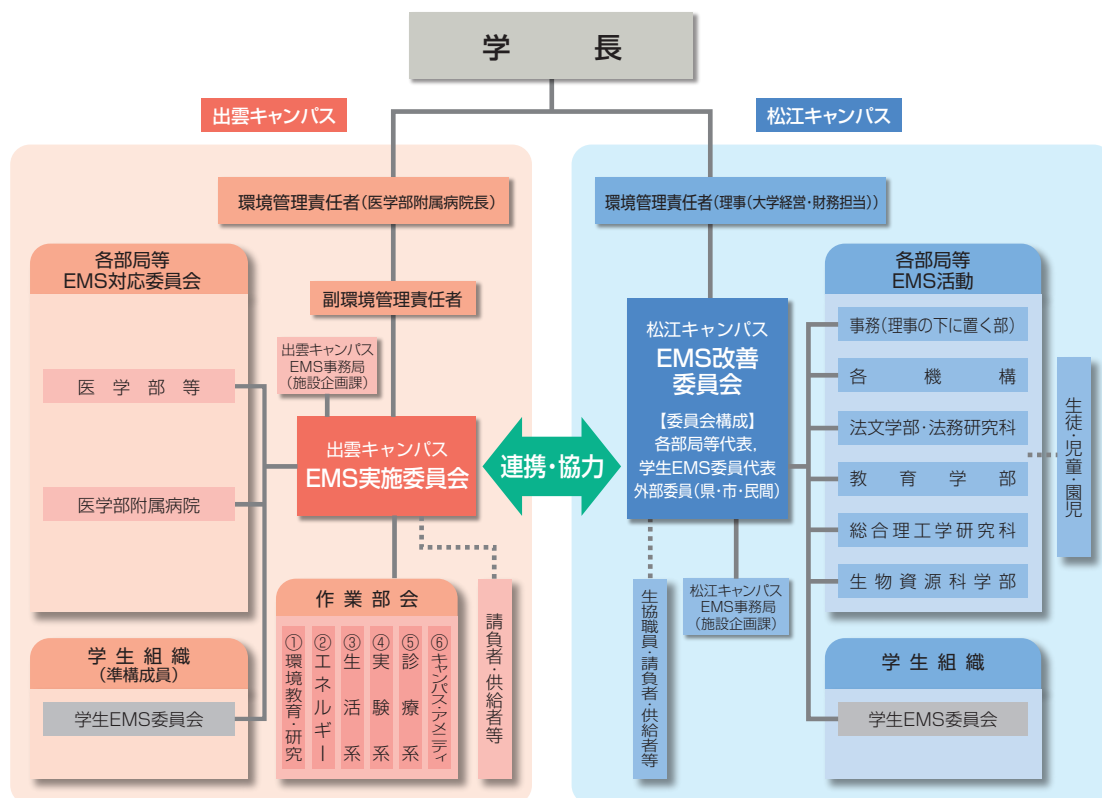 学長
出雲キャンパス
松江キャンパス
環境管理責任者(医学部附属病院長)
副環境管理責任者
各部局等
EMS対応委員会
医学部等
医学部附属病院
学生組織
(準構成員)
学生EMS委員会
出雲キャンパス
EMS事務局
(施設企画課)
出雲キャンパス
EMS実施委員会
作業部会
①環境教育・研究
②エネルギー
③生活系
④実験系
⑤診療系
⑥キャンパス・アメニティ
請負者・供給者等
連携・協力
環境管理責任者(理事(大学経営・財務担当))
松江キャンパス
EMS改善
委員会
【委員会構成】
各部局等代表,
学生EMS委員代表
外部委員(県・市・民間)
生協職員・請負者・供給者等
松江キャンパス
EMS事務局
(施設企画課)
各部局等
EMS活動
事務(理事の下に置く部)
各機構
法文学部・法務研究科
教育学部
総合理工学研究科
生物資源科学部
生徒・児童・園児
学生組織
学生EMS委員会